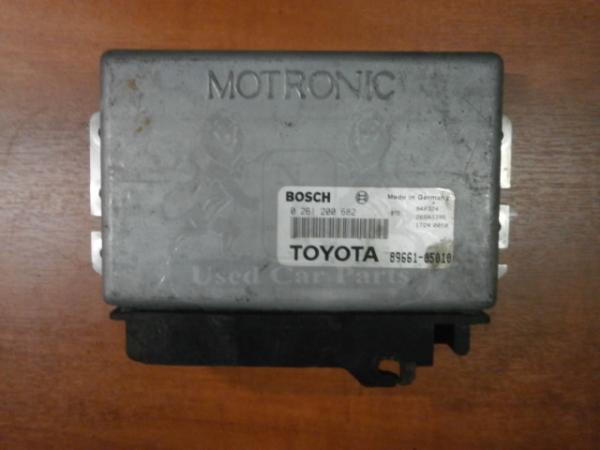 MOTRONIC
BOSCH Made in Germany
0 261 200 682
TOYOTA 89661-05010
Used Car Parts